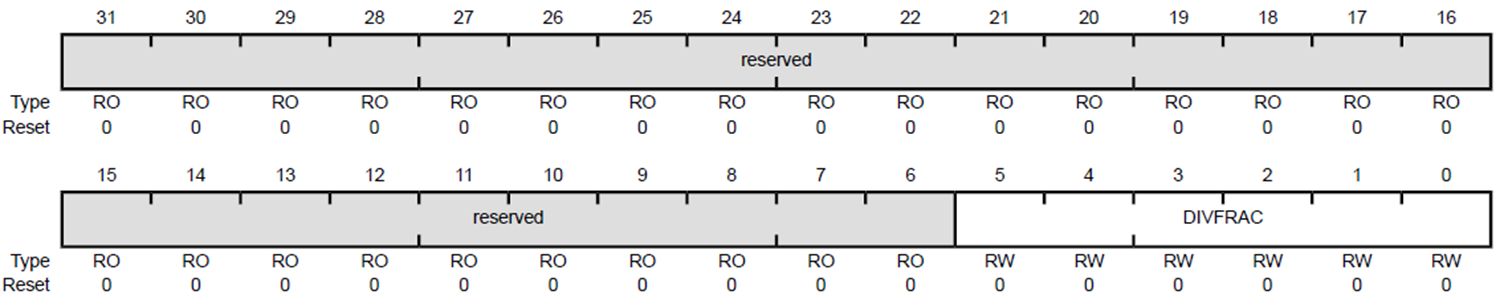 31 30 29 28 27 26 25 24 23 22 21 20 19 18 17 16
reserved
Type RO RO RO RO RO RO RO RO RO RO RO RO RO RO RO RO
Reset 0 0 0 0 0 0 0 0 0 0 0 0 0 0 0 0
15 14 13 12 11 10 9 8 7 6 5 4 3 2 1 0
reserved DIVFRAC
Type RO RO RO RO RO RO RO RO RO RO RW RW RW RW RW RW
Reset 0 0 0 0 0 0 0 0 0 0 0 0 0 0 0 0